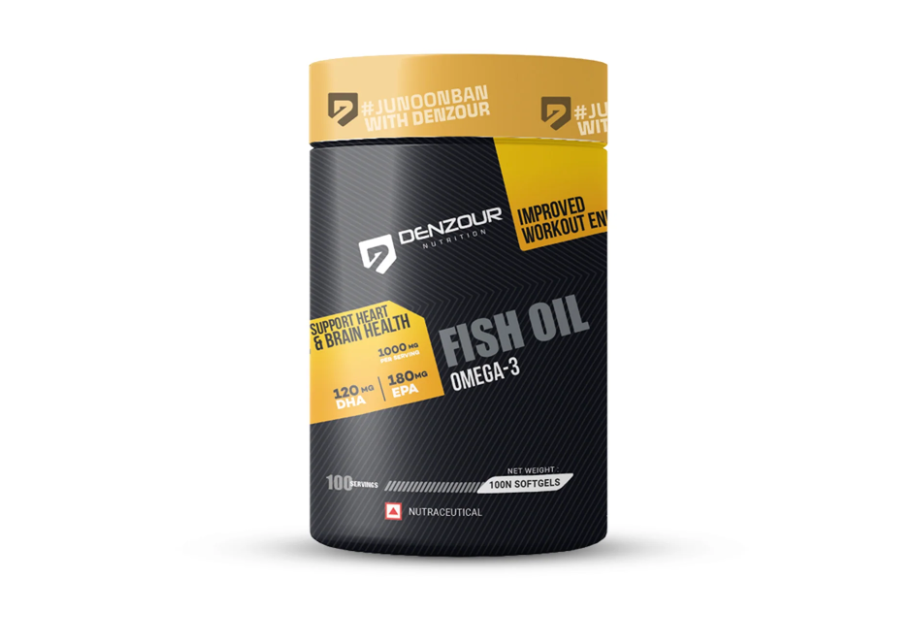 #JUNOONBAN
WITH DENZOUR
#JU
WIT
IMPROVED
WORKOUT EN
DENZOUR
NUTRITION
SUPPORT HEART
& BRAIN HEALTH
1000 MG
PER SERVING
120 MG
DHA
180 MG
EPA
FISH OIL
OMEGA-3
NET WEIGHT :
100N SOFTGELS
100 SERVINGS
NUTRACEUTICAL